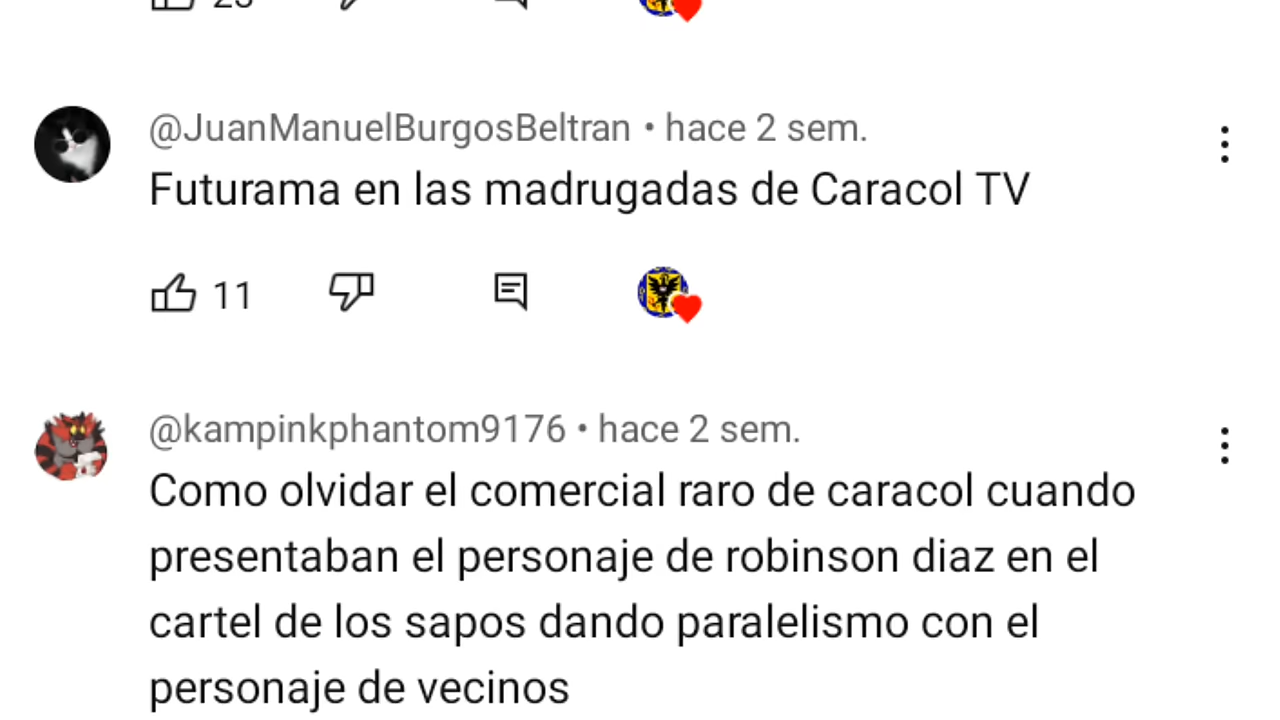 @JuanManuelBurgosBeltran • hace 2 sem.
Futurama en las madrugadas de Caracol TV
11
@kampinkphantom9176 • hace 2 sem.
Como olvidar el comercial raro de caracol cuando
presentaban el personaje de robinson diaz en el
cartel de los sapos dando paralelismo con el
personaje de vecinos